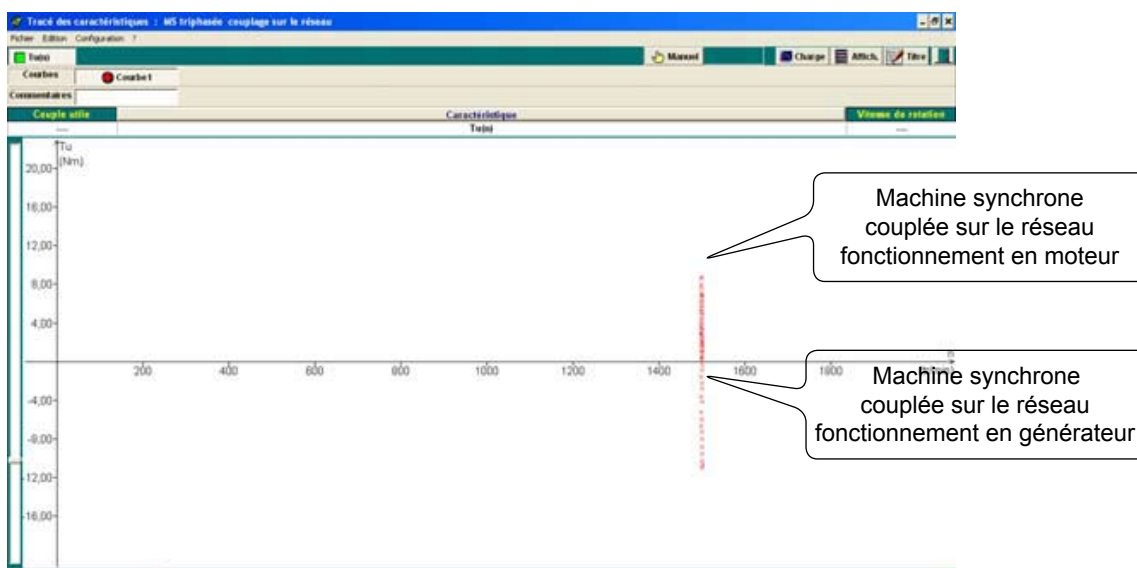 Tracé des caractéristiques : MS triphasée couplage sur le réseau
Fichier Edition Configuration ?
Tu(n)
Manuel
Charge
Affich.
Titre
Courbes
Courbe1
Commentaires
Couple utile
Caractéristique
Vitesse de rotation
----
Tu(n)
----
Tu
(Nm)
20,00
16,00
12,00
8,00
4,00
-4,00
-8,00
-12,00
-16,00
200
400
600
800
1000
1200
1400
1600
1800
n
Machine synchrone
couplée sur le réseau
fonctionnement en moteur
Machine synchrone
couplée sur le réseau
fonctionnement en générateur